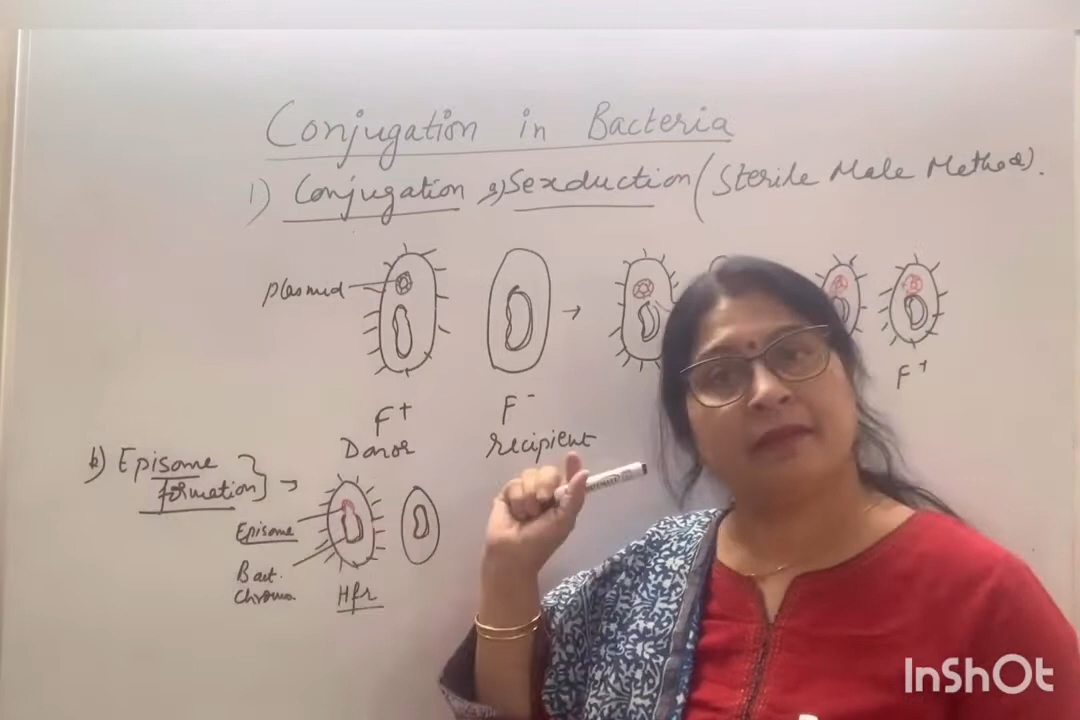 Conjugation in Bacteria
1) Conjugation a) Sexduction (Sterile Male Method).
Plasmid
F+
F-
F+
Donor
recipient
b) Episome
formation
Episome
Bact.
Chromo.
Hfr
InShOt